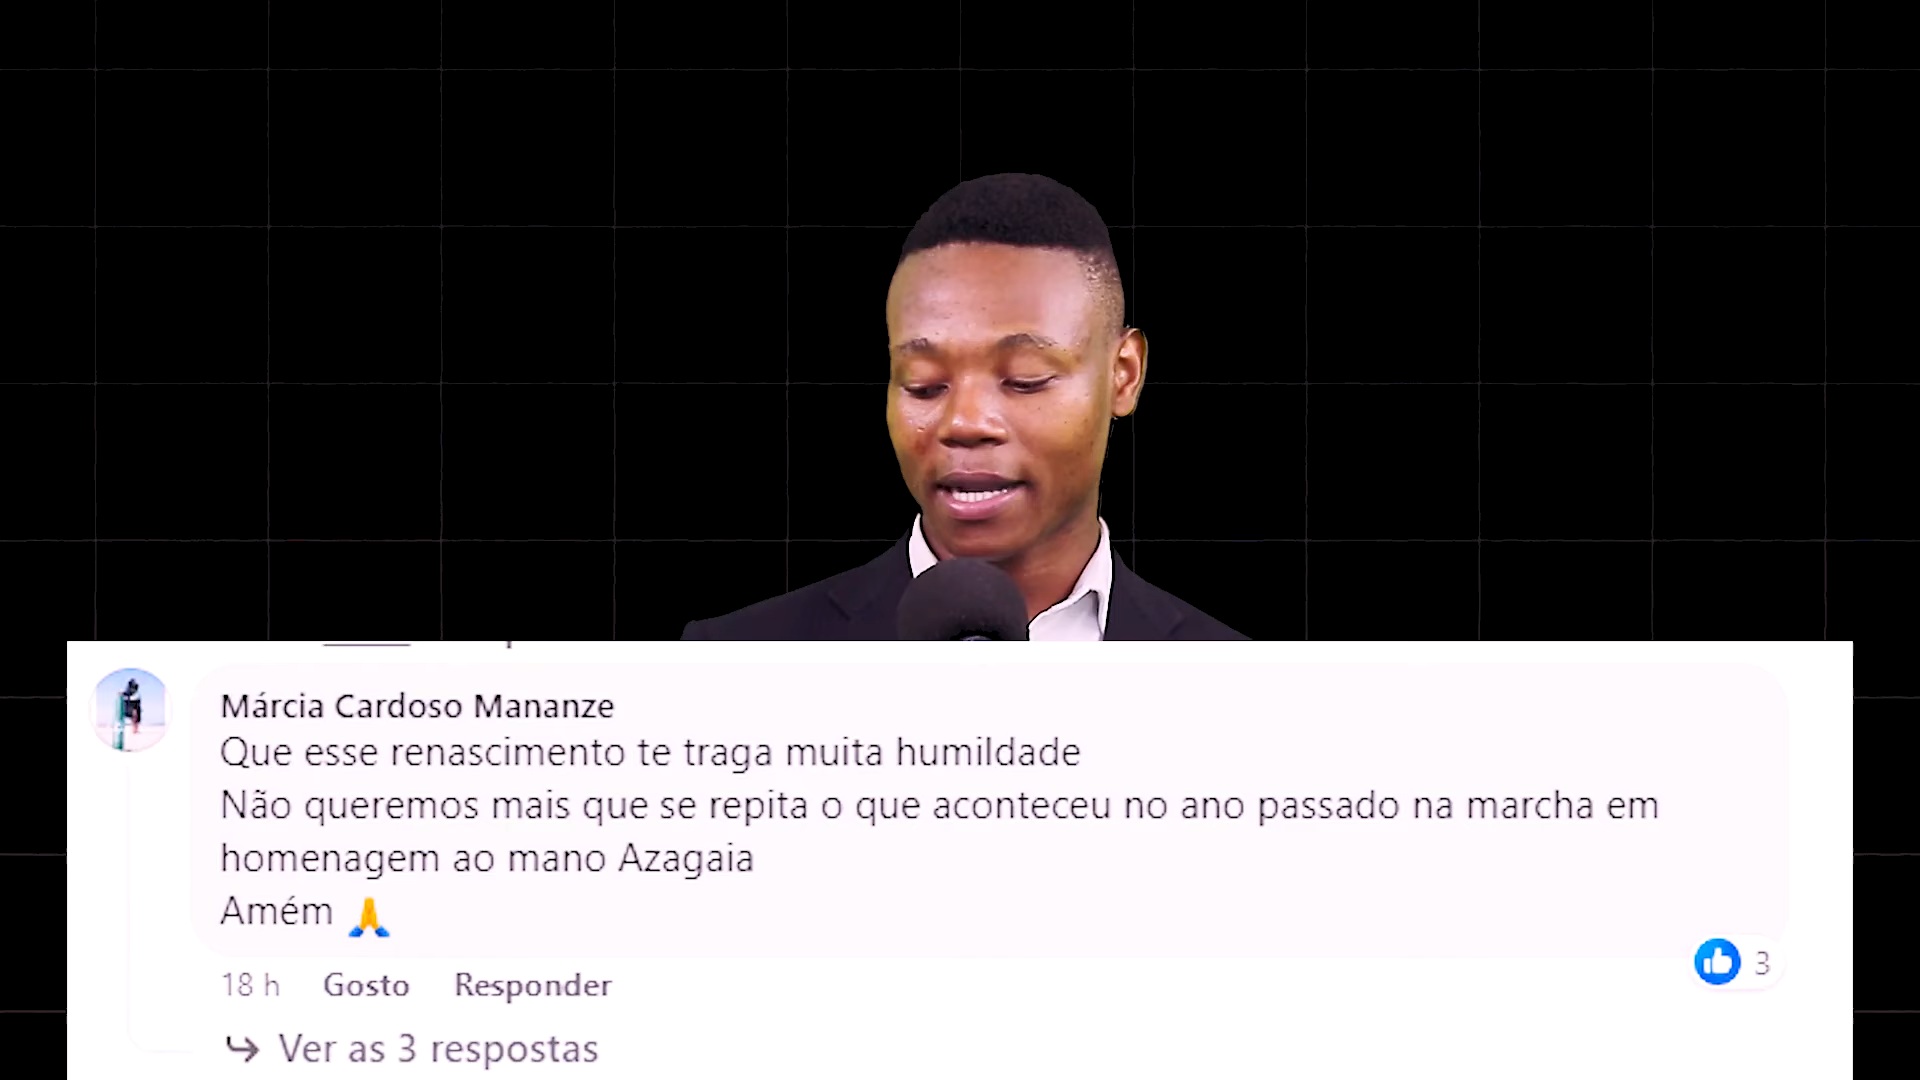 Márcia Cardoso Mananze
Que esse renascimento te traga muita humildade
Não queremos mais que se repita o que aconteceu no ano passado na marcha em
homenagem ao mano Azagaia
Amém 🙏
3
18 h Gosto Responder
Ver as 3 respostas